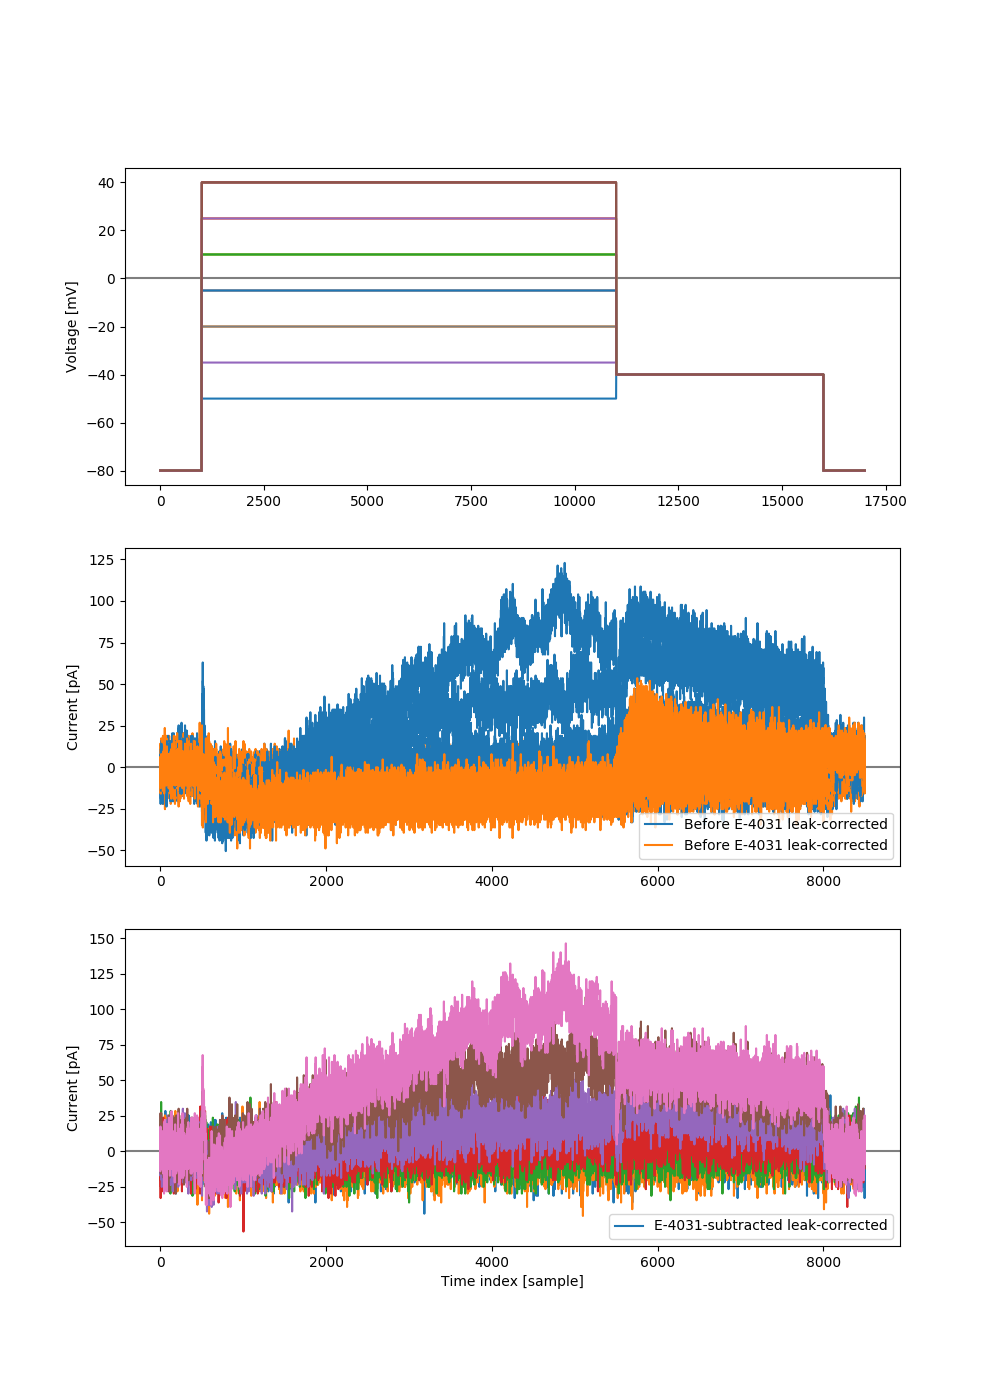 40
20
0
−20
−40
−60
−80
Voltage [mV]
0 2500 5000 7500 10000 12500 15000 17500
125
100
75
50
25
0
−25
−50
Current [pA]
Before E-4031 leak-corrected
Before E-4031 leak-corrected
0 2000 4000 6000 8000
150
125
100
75
50
25
0
−25
−50
Current [pA]
E-4031-subtracted leak-corrected
0 2000 4000 6000 8000
Time index [sample]